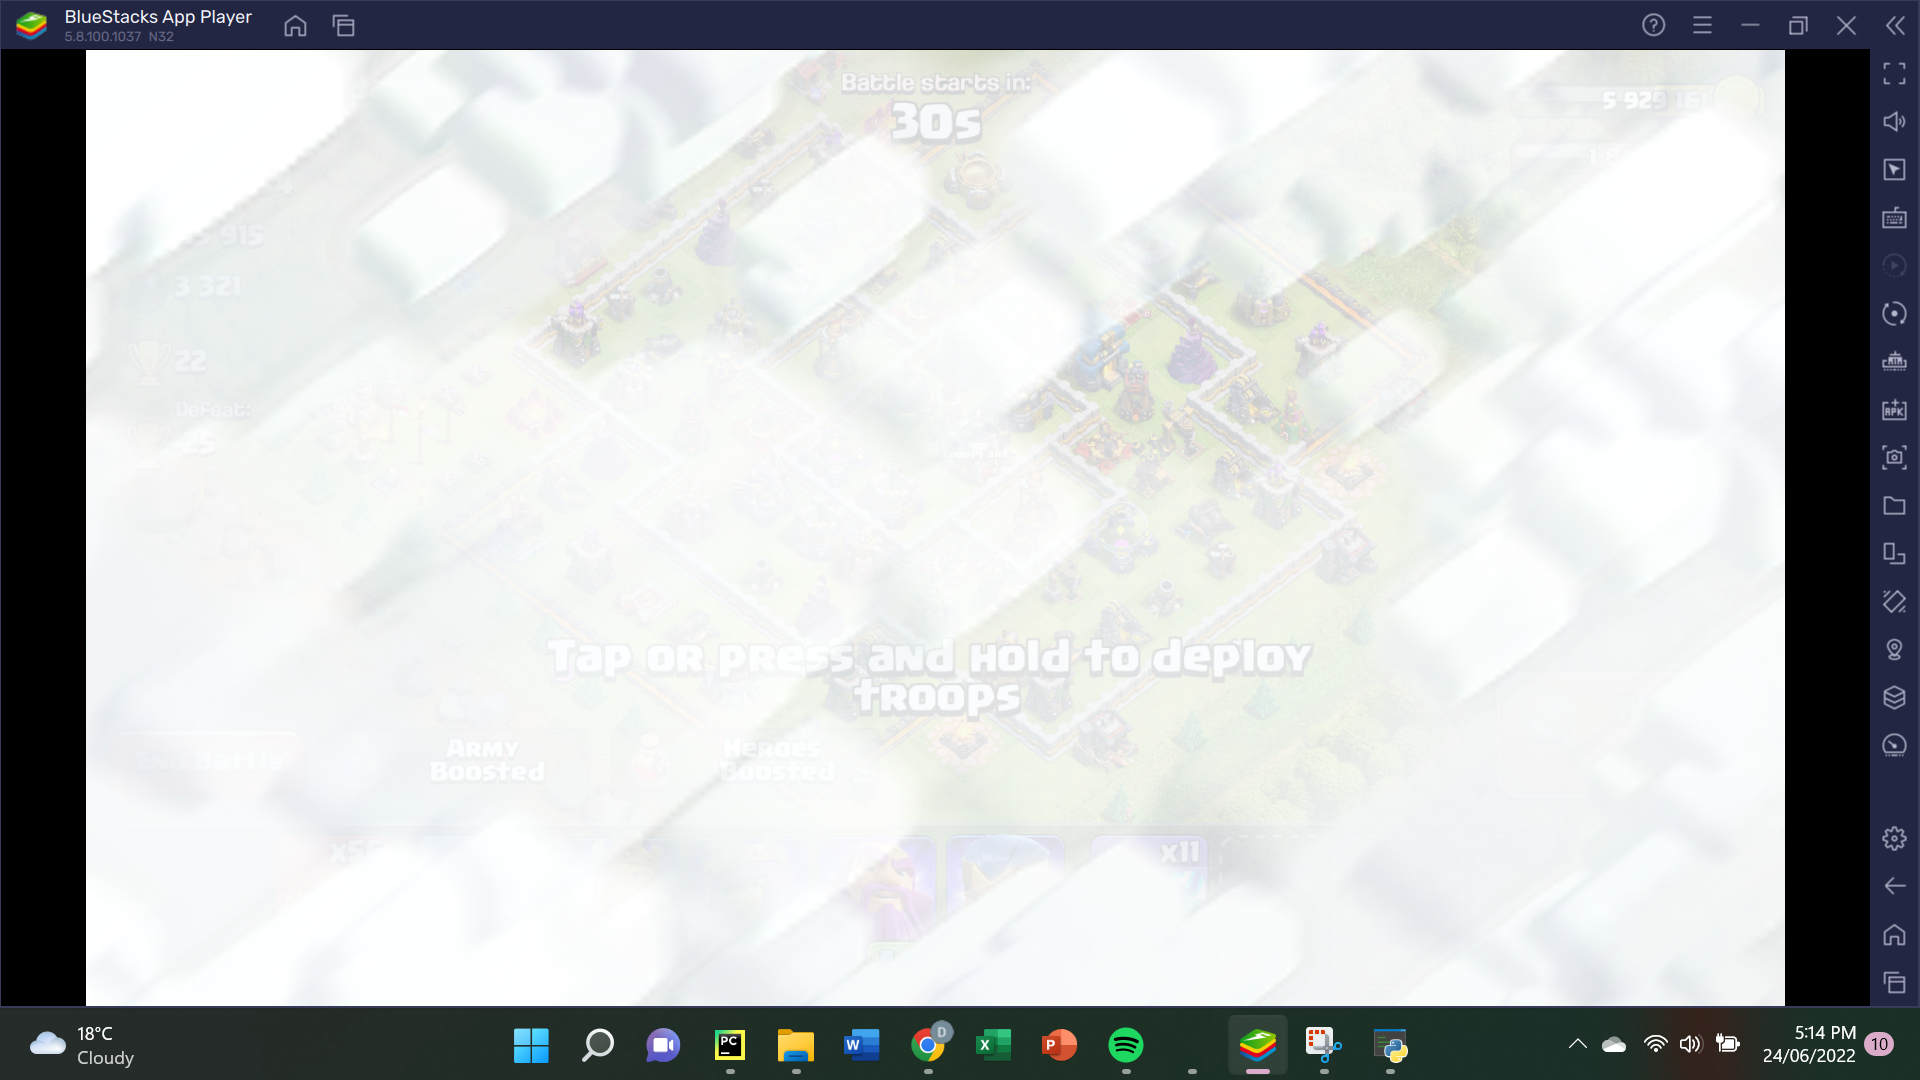 BlueStacks App Player
5.8.100.1037 N32
Battle starts in:
30s
5 929 161
915
3 321
22
Defeat:
-25
Tap or press and hold to deploy
troops
End Battle
Army
Boosted
Heroes
Boosted
x11
18°C
Cloudy
5:14 PM
24/06/2022
10